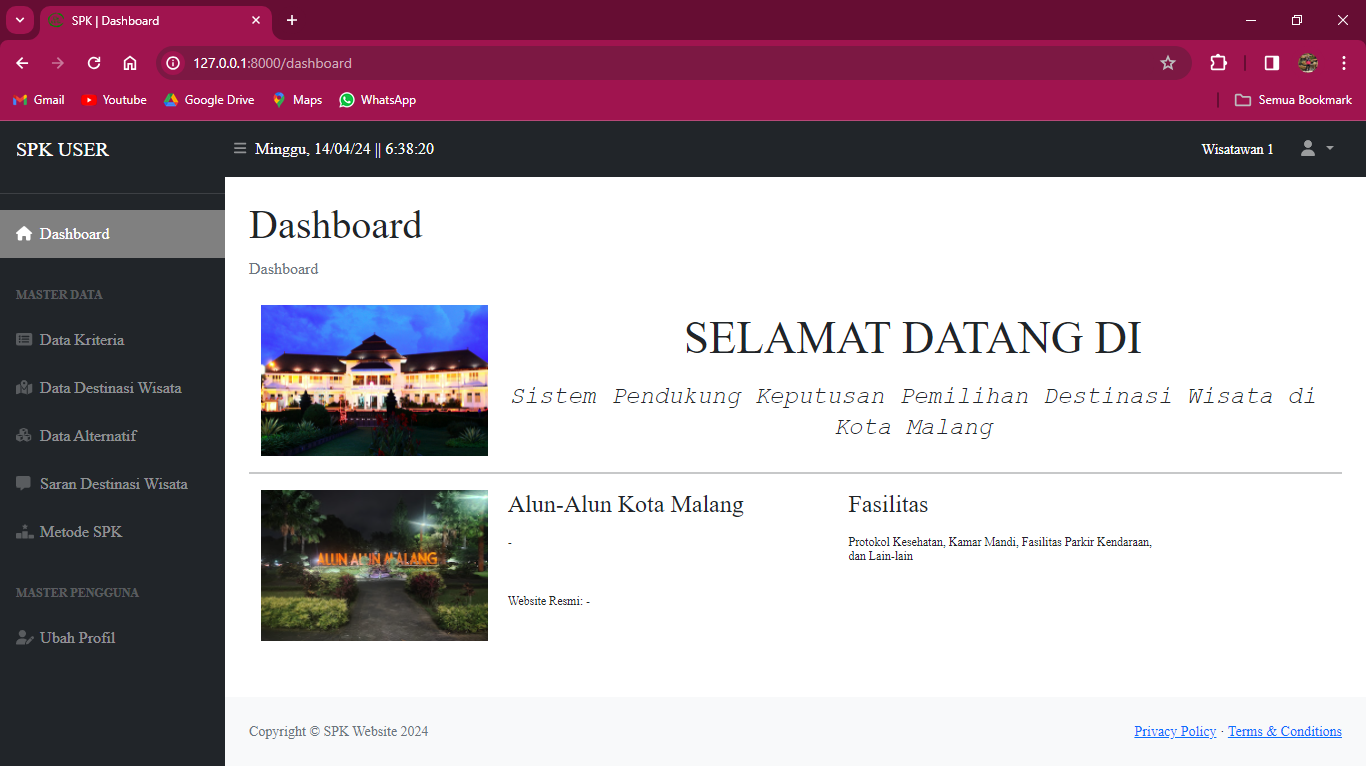 SPK | Dashboard
127.0.0.1:8000/dashboard
Gmail
Youtube
Google Drive
Maps
WhatsApp
Semua Bookmark
SPK USER
Minggu, 14/04/24 || 6:38:20
Wisatawan 1
Dashboard
MASTER DATA
Data Kriteria
Data Destinasi Wisata
Data Alternatif
Saran Destinasi Wisata
Metode SPK
MASTER PENGGUNA
Ubah Profil
Dashboard
Dashboard
SELAMAT DATANG DI
Sistem Pendukung Keputusan Pemilihan Destinasi Wisata di
Kota Malang
ALUN ALUN MALANG
Alun-Alun Kota Malang
-
Website Resmi: -
Fasilitas
Protokol Kesehatan, Kamar Mandi, Fasilitas Parkir Kendaraan,
dan Lain-lain
Copyright © SPK Website 2024
Privacy Policy · Terms & Conditions